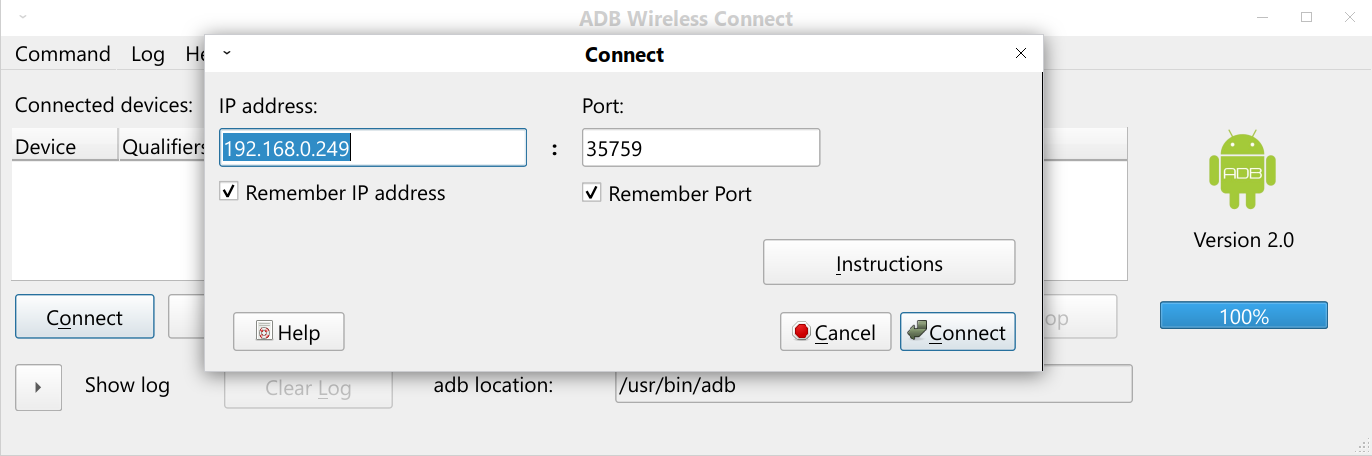 ADB Wireless Connect
Connect
Command Log He
Connected devices:
IP address: Port:
Device Qualifiers
192.168.0.249 : 35759
Remember IP address Remember Port
ADB
Version 2.0
Instructions
Connect
op
100%
Help Cancel Connect
Show log Clear Log adb location: /usr/bin/adb